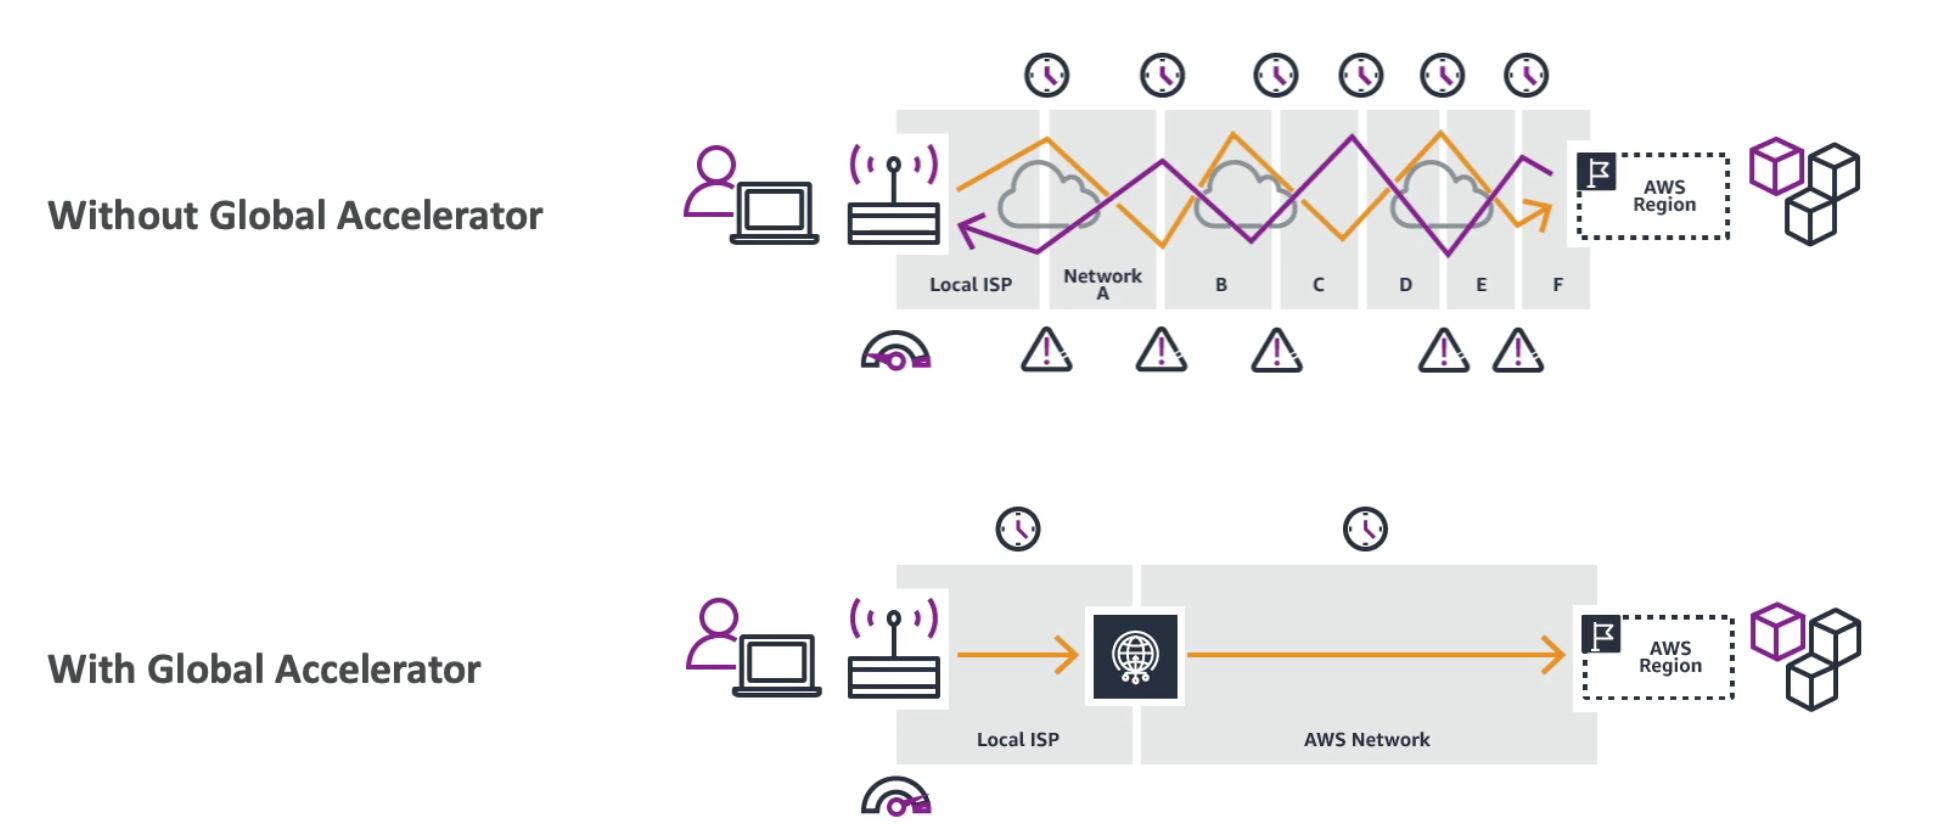 Without Global Accelerator
Local ISP
Network
A
B
C
D
E
F
AWS
Region
With Global Accelerator
Local ISP
AWS Network
AWS
Region